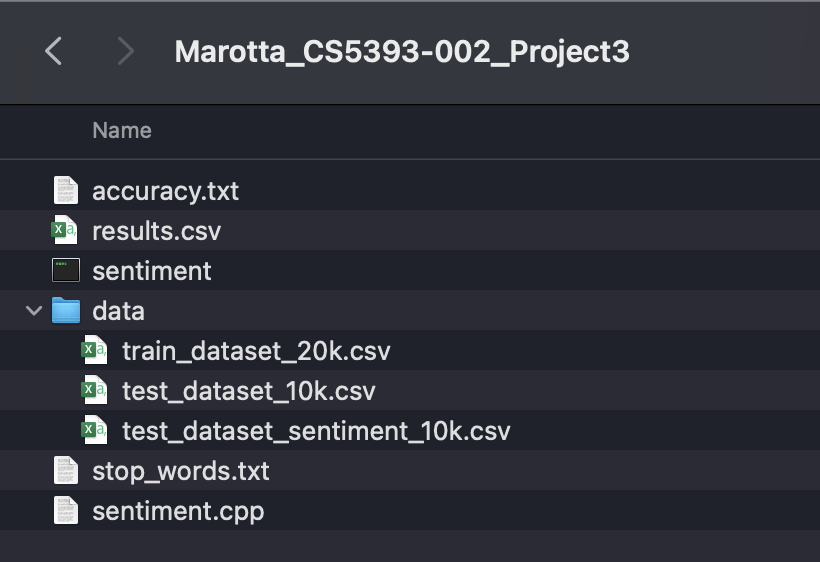 Marotta_CS5393-002_Project3
Name
accuracy.txt
results.csv
sentiment
data
train_dataset_20k.csv
test_dataset_10k.csv
test_dataset_sentiment_10k.csv
stop_words.txt
sentiment.cpp